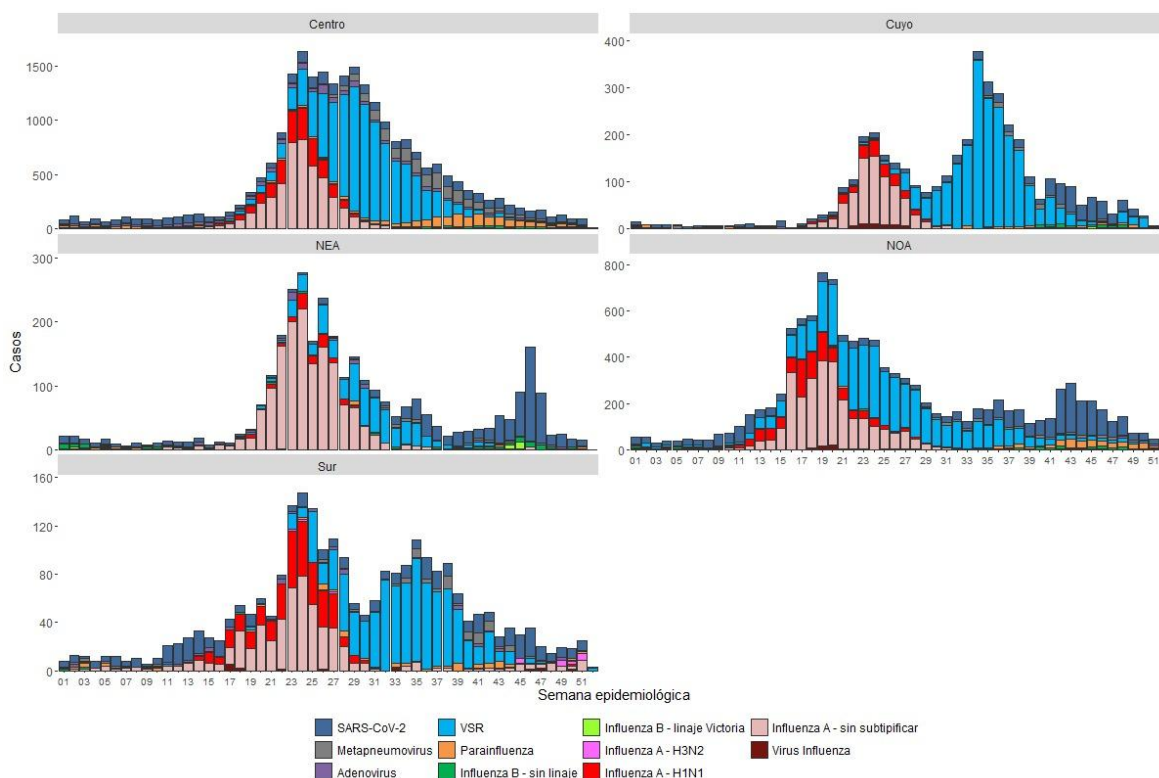 Centro
Cuyo
1500
1000
500
0
400
300
200
100
0
NEA
NOA
300
200
100
0
800
600
400
200
0
01 03 05 07 09 11 13 15 17 19 21 23 25 27 29 31 33 35 37 39 41 43 45 47 49 51
Sur
160
120
80
40
0
01 03 05 07 09 11 13 15 17 19 21 23 25 27 29 31 33 35 37 39 41 43 45 47 49 51
Casos
Semana epidemiológica
SARS-CoV-2
VSR
Influenza B - linaje Victoria
Influenza A - sin subtipificar
Metapneumovirus
Parainfluenza
Influenza A - H3N2
Virus Influenza
Adenovirus
Influenza B - sin linaje
Influenza A - H1N1